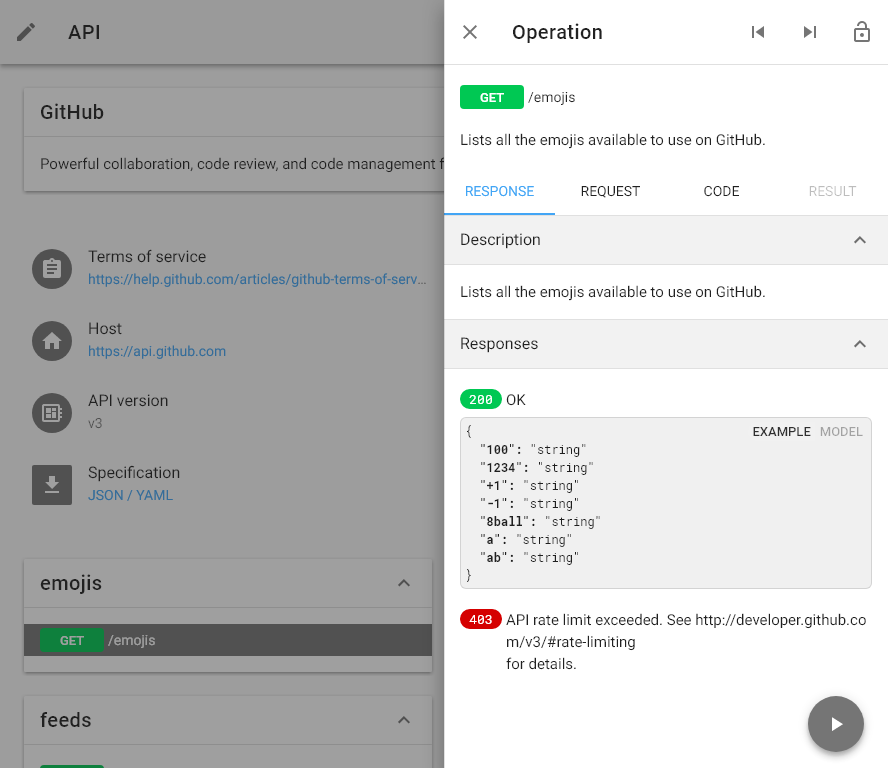 API
GitHub
Powerful collaboration, code review, and code management f
Terms of service
https://help.github.com/articles/github-terms-of-serv...
Host
https://api.github.com
API version
v3
Specification
JSON / YAML
emojis
GET /emojis
feeds
Operation
GET /emojis
Lists all the emojis available to use on GitHub.
RESPONSE REQUEST CODE RESULT
Description
Lists all the emojis available to use on GitHub.
Responses
200 OK
EXAMPLE MODEL
{
"100": "string"
"1234": "string"
"+1": "string"
"-1": "string"
"8ball": "string"
"a": "string"
"ab": "string"
}
403 API rate limit exceeded. See http://developer.github.co
m/v3/#rate-limiting
for details.